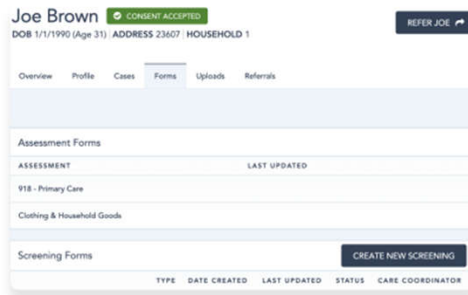 Joe Brown CONSENT ACCEPTED
REFER JOE
DOB 1/1/1990 (Age 31) ADDRESS 23607 HOUSEHOLD 1
Overview Profile Cases Forms Uploads Referrals
Assessment Forms
ASSESSMENT LAST UPDATED
918 - Primary Care
Clothing & Household Goods
Screening Forms CREATE NEW SCREENING
TYPE DATE CREATED LAST UPDATED STATUS CARE COORDINATOR